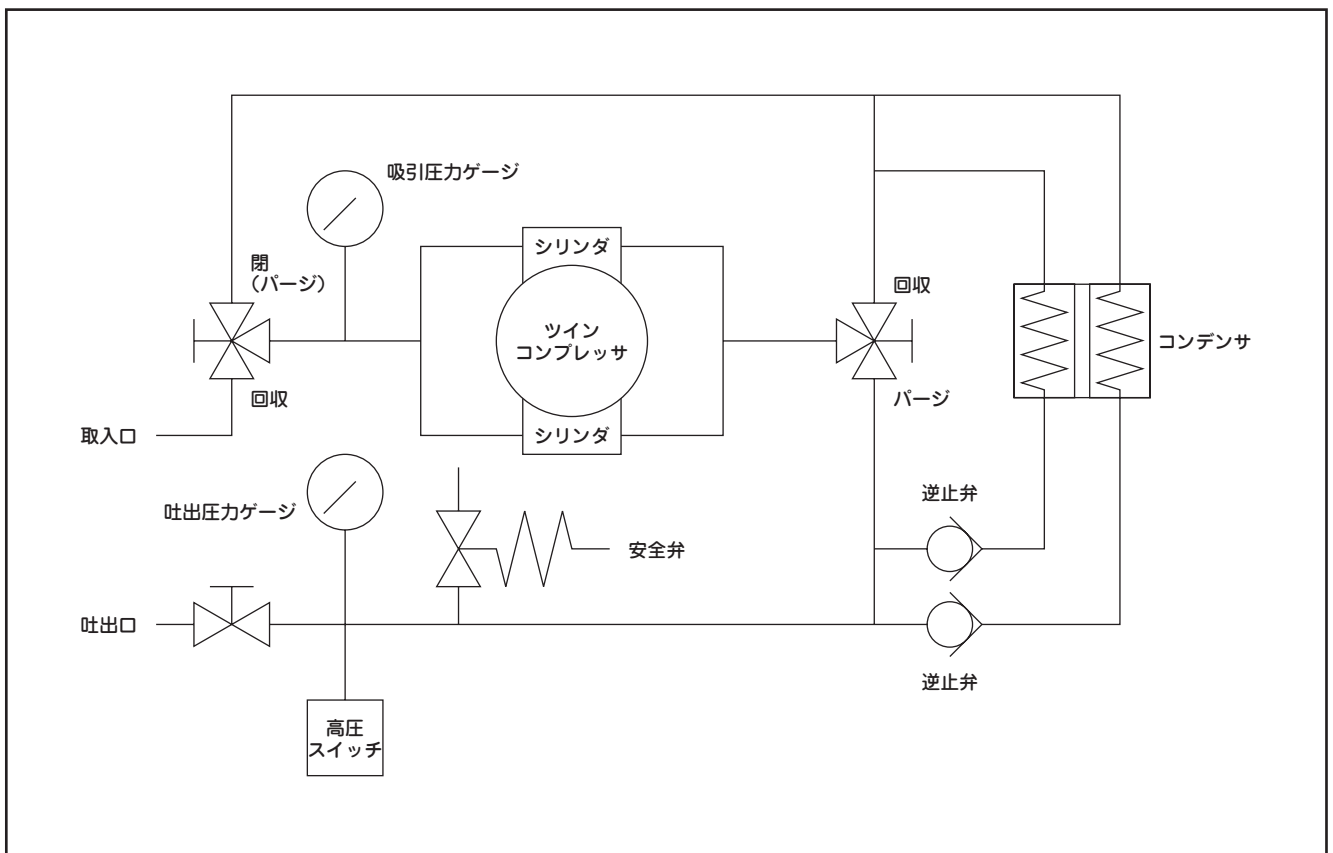 吸引圧力ゲージ
閉
（パージ）
シリンダ
回収
ツイン
コンプレッサ
コンデンサ
回収
パージ
取入口
シリンダ
吐出圧力ゲージ
逆止弁
安全弁
吐出口
逆止弁
高圧
スイッチ